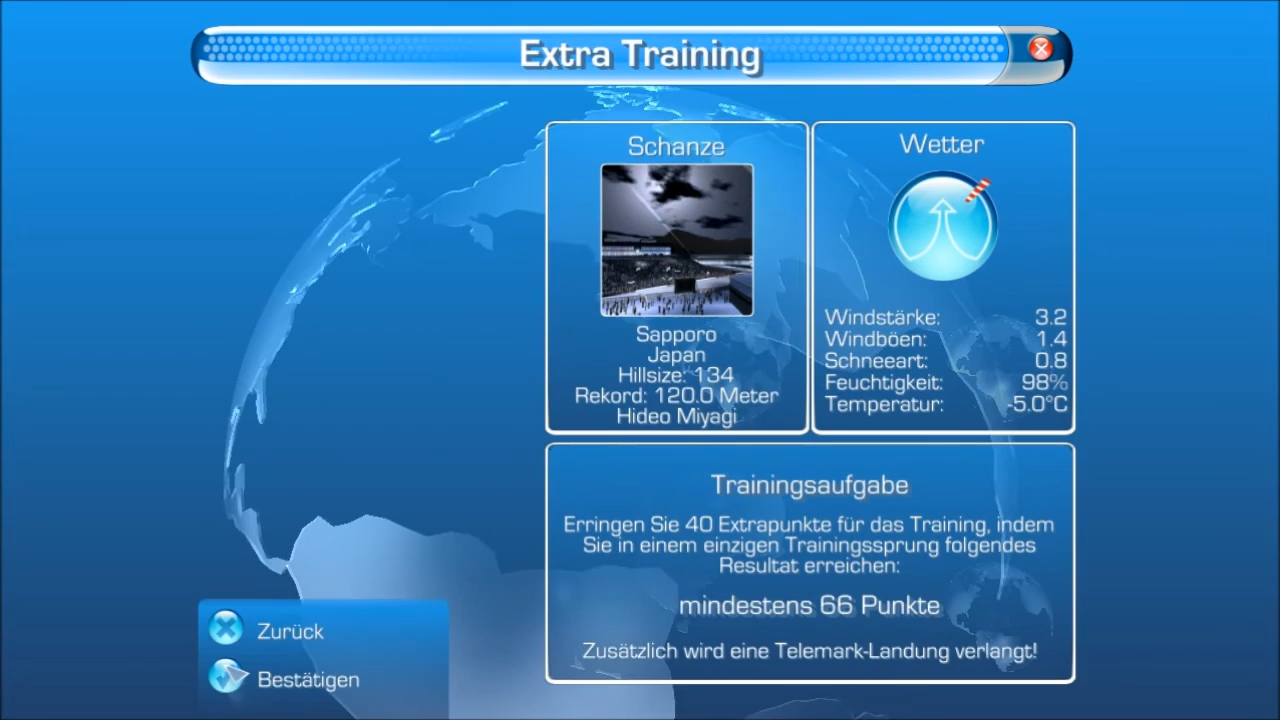 Extra Training
Schanze
Sapporo
Japan
Hillsize: 134
Rekord: 120.0 Meter
Hideo Miyagi
Wetter
Windstärke: 3.2
Windböen: 1.4
Schneeart: 0.8
Feuchtigkeit: 98%
Temperatur: -5.0°C
Trainingsaufgabe
Erringen Sie 40 Extrapunkte für das Training, indem
Sie in einem einzigen Trainingssprung folgendes
Resultat erreichen:
mindestens 66 Punkte
Zusätzlich wird eine Telemark-Landung verlangt!
Zurück
Bestätigen